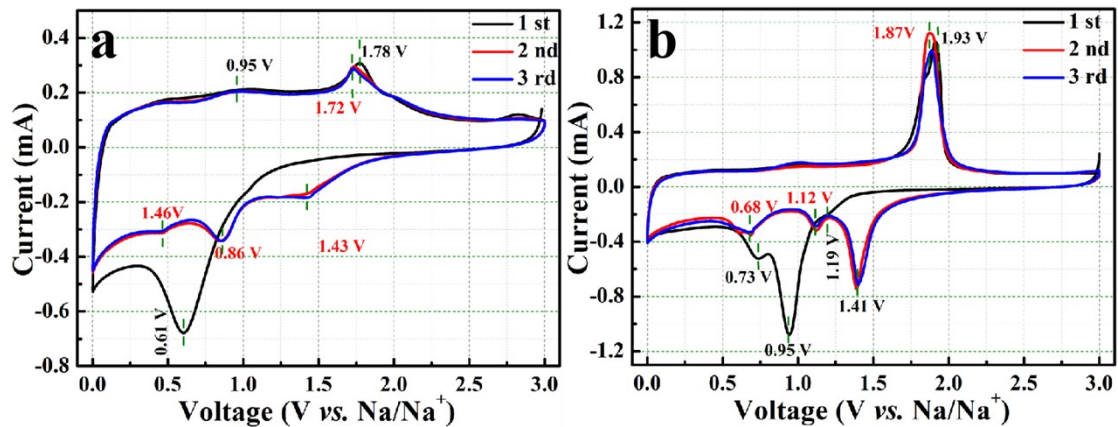 a
1 st
2 nd
3 rd
0.95 V
1.78 V
1.72 V
1.46V
0.86 V
1.43 V
0.61 V
0.4
0.2
0.0
-0.2
-0.4
-0.6
-0.8
Current (mA)
0.0 0.5 1.0 1.5 2.0 2.5 3.0
Voltage (V vs. Na/Na⁺)
b
1 st
2 nd
3 rd
1.87V
1.93 V
0.68 V
1.12 V
1.19 V
0.73 V
1.41 V
0.95 V
1.2
0.8
0.4
0.0
-0.4
-0.8
-1.2
Current (mA)
0.0 0.5 1.0 1.5 2.0 2.5 3.0
Voltage (V vs. Na/Na⁺)